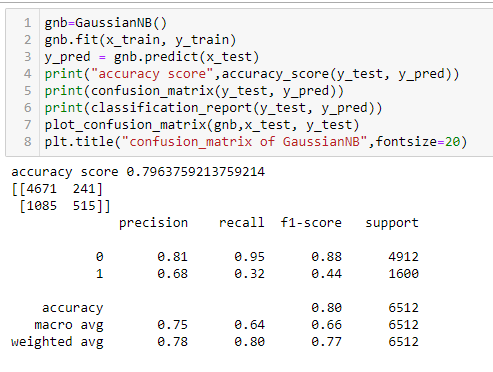 1 gnb=GaussianNB()
2 gnb.fit(x_train, y_train)
3 y_pred = gnb.predict(x_test)
4 print("accuracy score",accuracy_score(y_test, y_pred))
5 print(confusion_matrix(y_test, y_pred))
6 print(classification_report(y_test, y_pred))
7 plot_confusion_matrix(gnb,x_test, y_test)
8 plt.title("confusion_matrix of GaussianNB",fontsize=20)
accuracy score 0.7963759213759214
[[4671 241]
[1085 515]]
precision recall f1-score support
0 0.81 0.95 0.88 4912
1 0.68 0.32 0.44 1600
accuracy 0.80 6512
macro avg 0.75 0.64 0.66 6512
weighted avg 0.78 0.80 0.77 6512